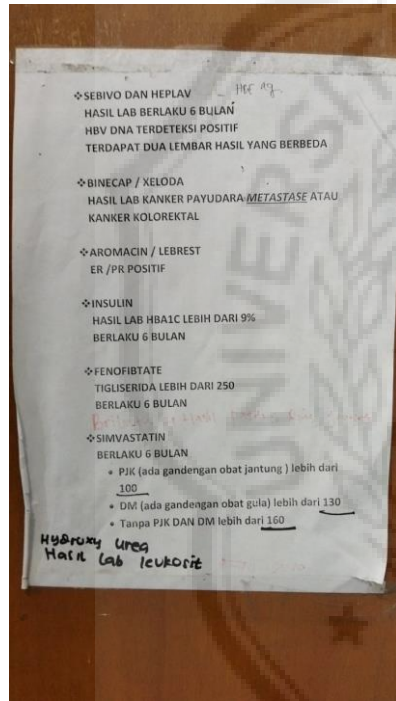 ❖SEBIVO DAN HEPLAV
HASIL LAB BERLAKU 6 BULAN
HBV DNA TERDETEKSI POSITIF
TERDAPAT DUA LEMBAR HASIL YANG BERBEDA
❖BINECAP / XELODA
HASIL LAB KANKER PAYUDARA METASTASE ATAU
KANKER KOLOREKTAL
❖AROMACIN / LEBREST
ER /PR POSITIF
❖INSULIN
HASIL LAB HBA1C LEBIH DARI 9%
BERLAKU 6 BULAN
❖FENOFIBTATE
TIGLISERIDA LEBIH DARI 250
BERLAKU 6 BULAN
❖SIMVASTATIN
BERLAKU 6 BULAN
• PJK (ada gandengan obat jantung ) lebih dari
100
• DM (ada gandengan obat gula) lebih dari 130
• Tanpa PJK DAN DM lebih dari 160
Hydroxy Urea
Hasil Lab leukosit